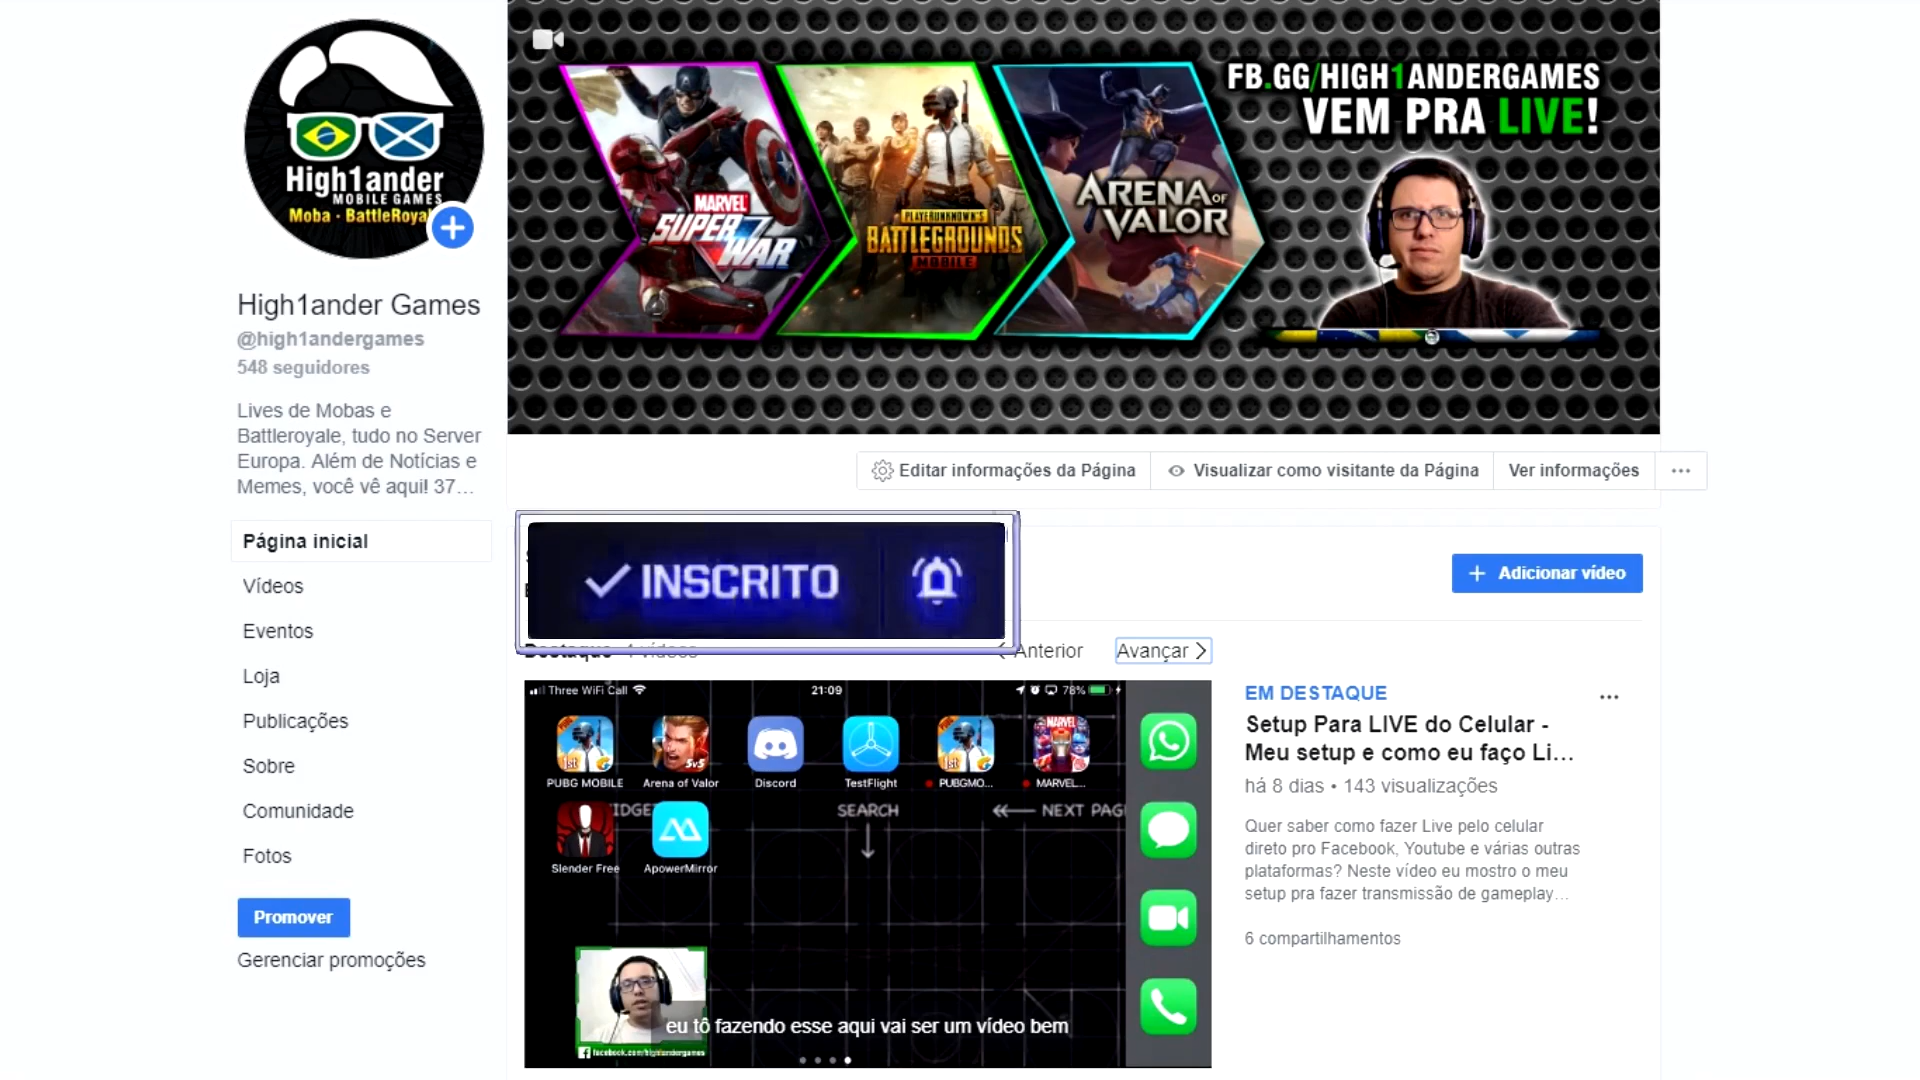 High1ander
MOBILE GAMES
Moba · BattleRoyal
High1ander Games
@high1andergames
548 seguidores
Lives de Mobas e
Battleroyale, tudo no Server
Europa. Além de Notícias e
Memes, você vê aqui! 37...
Página inicial
Vídeos
Eventos
Loja
Publicações
Sobre
Comunidade
Fotos
Promover
Gerenciar promoções
MARVEL
SUPER WAR
PLAYERUNKNOWN'S
BATTLEGROUNDS
MOBILE
ARENA OF
VALOR
FB.GG/HIGH1ANDERGAMES
VEM PRA LIVE!
Editar informações da Página
Visualizar como visitante da Página
Ver informações
INSCRITO
Adicionar vídeo
Destaque 4 vídeos
Anterior
Avançar
Three WiFi Call
21:09
78%
PUBG MOBILE
Arena of Valor
Discord
TestFlight
PUBGMO...
MARVEL...
SEARCH
NEXT PAG
Slender Free
ApowerMirror
eu tô fazendo esse aqui vai ser um vídeo bem
facebook.com/high1andergames
EM DESTAQUE
Setup Para LIVE do Celular -
Meu setup e como eu faço Li...
há 8 dias • 143 visualizações
Quer saber como fazer Live pelo celular
direto pro Facebook, Youtube e várias outras
plataformas? Neste vídeo eu mostro o meu
setup pra fazer transmissão de gameplay...
6 compartilhamentos